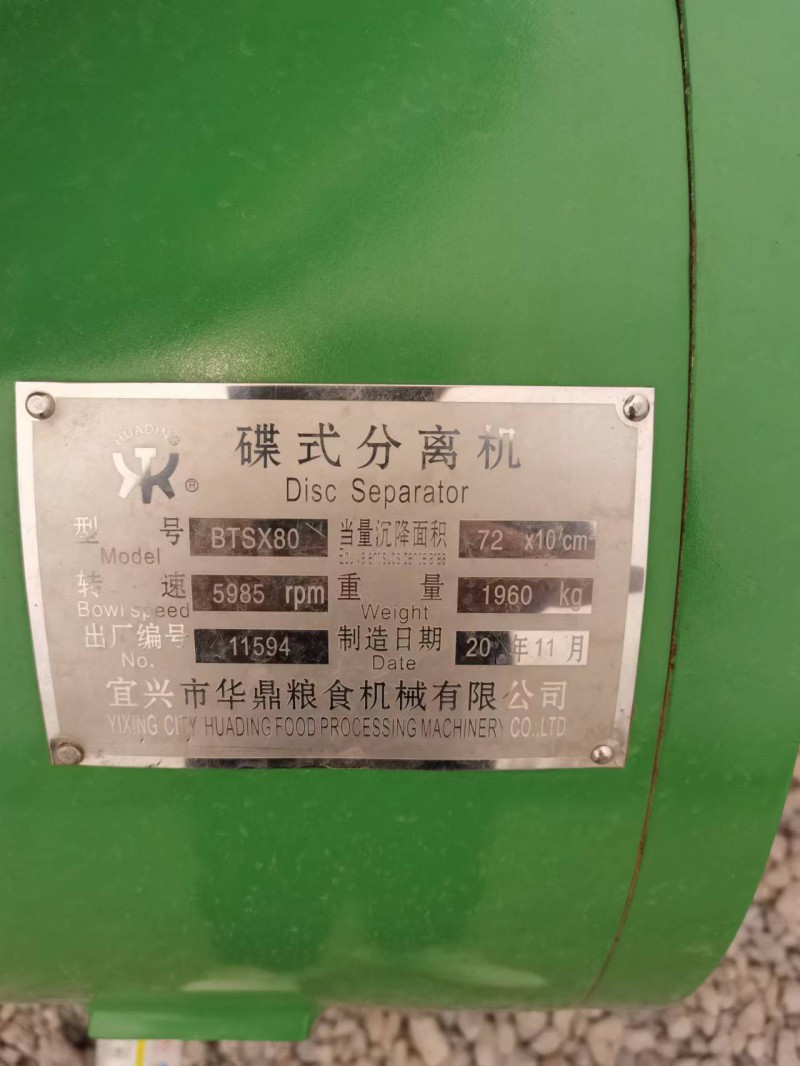 HUADING
®
碟式分离机
Disc Separator
型 号 BTSX80 当量沉降面积 72 x10⁷cm²
Model
转 速 5985 rpm 重 量 1960 kg
Bowl speed Weight
出厂编号 11594 制造日期 20 年 11 月
No. Date
宜兴市华鼎粮食机械有限公司
YIXING CITY HUADING FOOD PROCESSING MACHINERY CO.,LTD